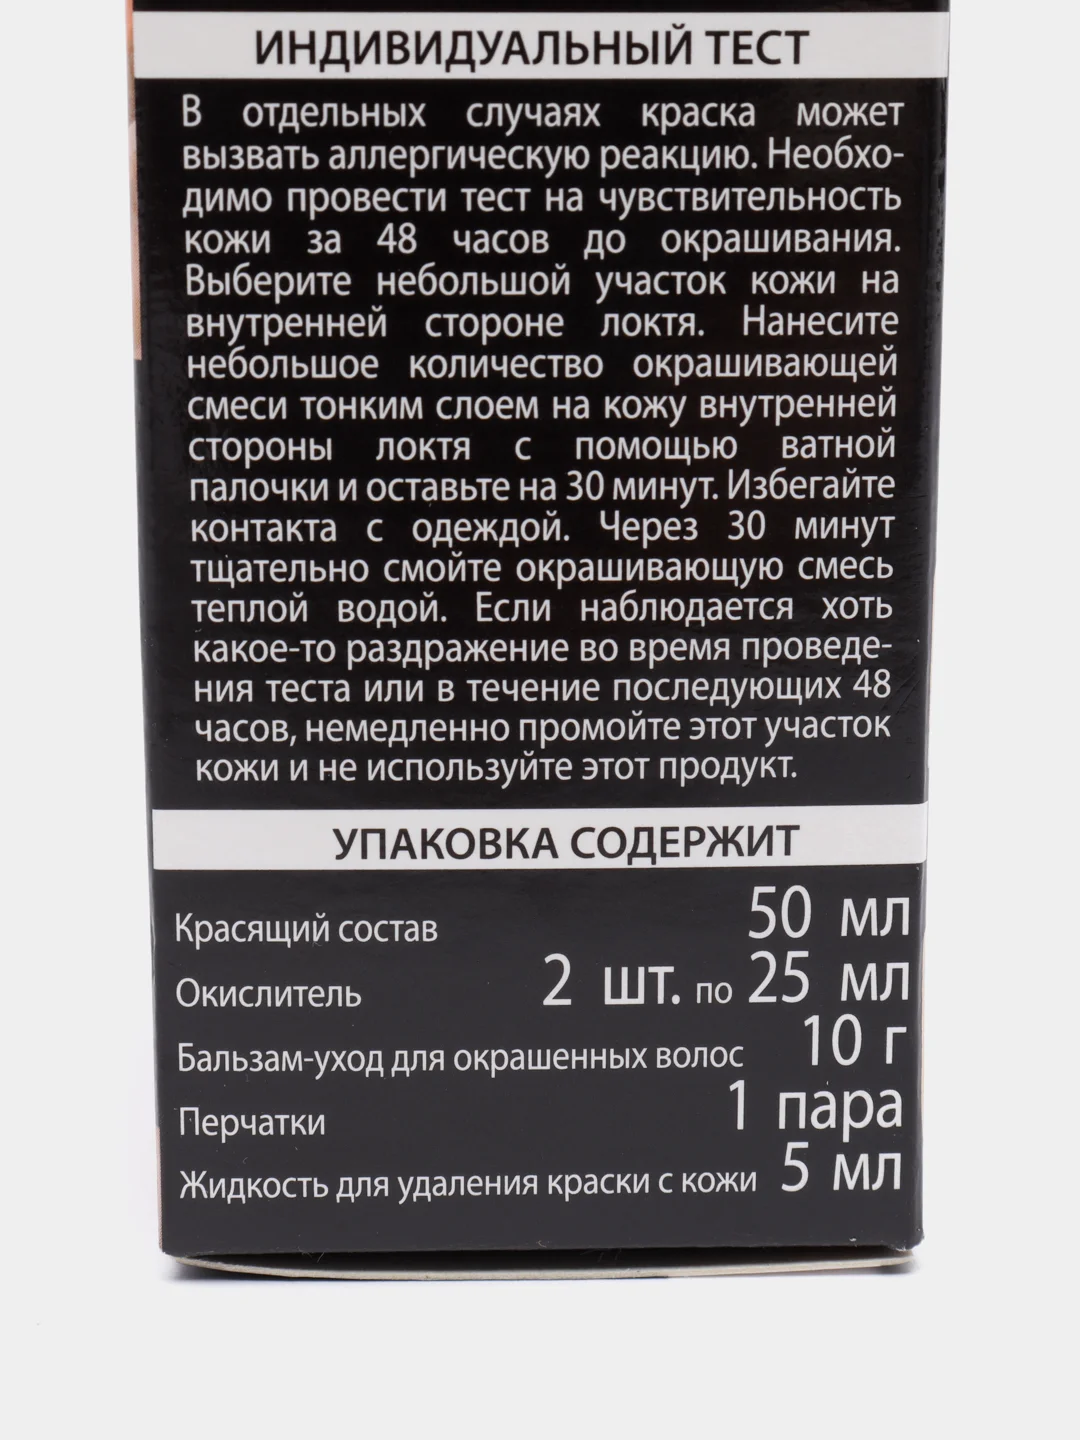 ИНДИВИДУАЛЬНЫЙ ТЕСТ
В отдельных случаях краска может
вызвать аллергическую реакцию. Необхо-
димо провести тест на чувствительность
кожи за 48 часов до окрашивания.
Выберите небольшой участок кожи на
внутренней стороне локтя. Нанесите
небольшое количество окрашивающей
смеси тонким слоем на кожу внутренней
стороны локтя с помощью ватной
палочки и оставьте на 30 минут. Избегайте
контакта с одеждой. Через 30 минут
тщательно смойте окрашивающую смесь
теплой водой. Если наблюдается хоть
какое-то раздражение во время проведе-
ния теста или в течение последующих 48
часов, немедленно промойте этот участок
кожи и не используйте этот продукт.
УПАКОВКА СОДЕРЖИТ
Красящий состав 50 мл
Окислитель 2 шт. по 25 мл
Бальзам-уход для окрашенных волос 10 г
Перчатки 1 пара
Жидкость для удаления краски с кожи 5 мл